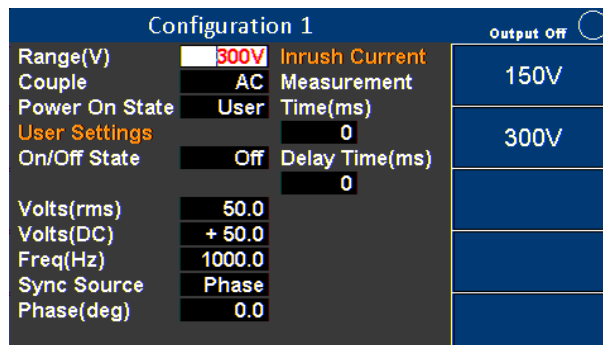 Configuration 1
Output Off
Range(V) 300V Inrush Current
Couple AC Measurement
Power On State User Time(ms)
User Settings 0
On/Off State Off Delay Time(ms)
0
Volts(rms) 50.0
Volts(DC) + 50.0
Freq(Hz) 1000.0
Sync Source Phase
Phase(deg) 0.0
150V
300V